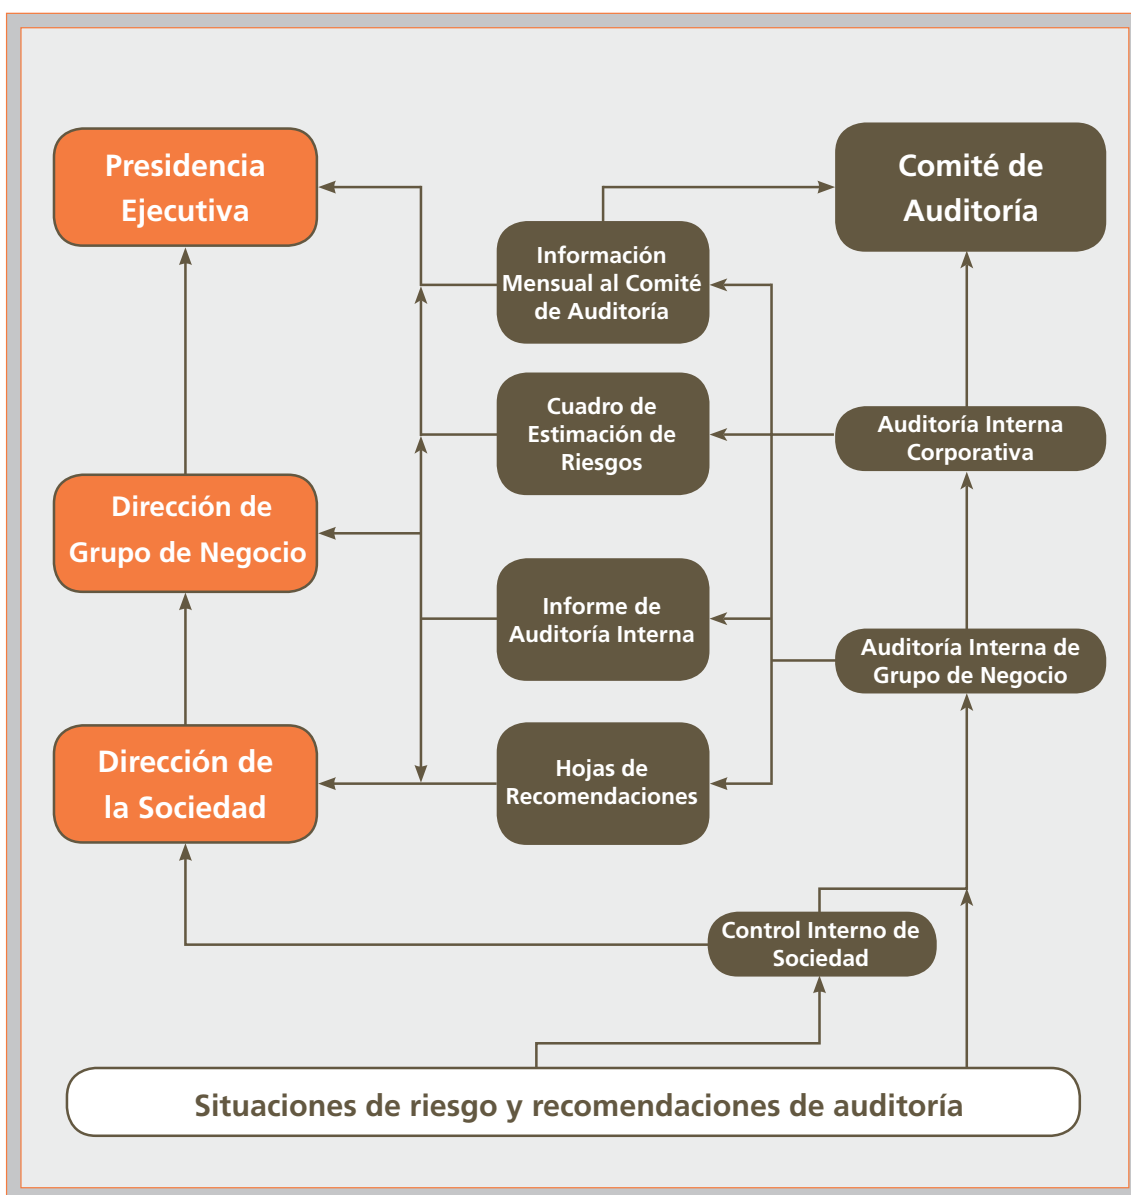 Presidencia
Ejecutiva
Comité de
Auditoría
Información
Mensual al Comité
de Auditoría
Cuadro de
Estimación de
Riesgos
Auditoría Interna
Corporativa
Dirección de
Grupo de Negocio
Informe de
Auditoría Interna
Auditoría Interna de
Grupo de Negocio
Dirección de
la Sociedad
Hojas de
Recomendaciones
Control Interno de
Sociedad
Situaciones de riesgo y recomendaciones de auditoría